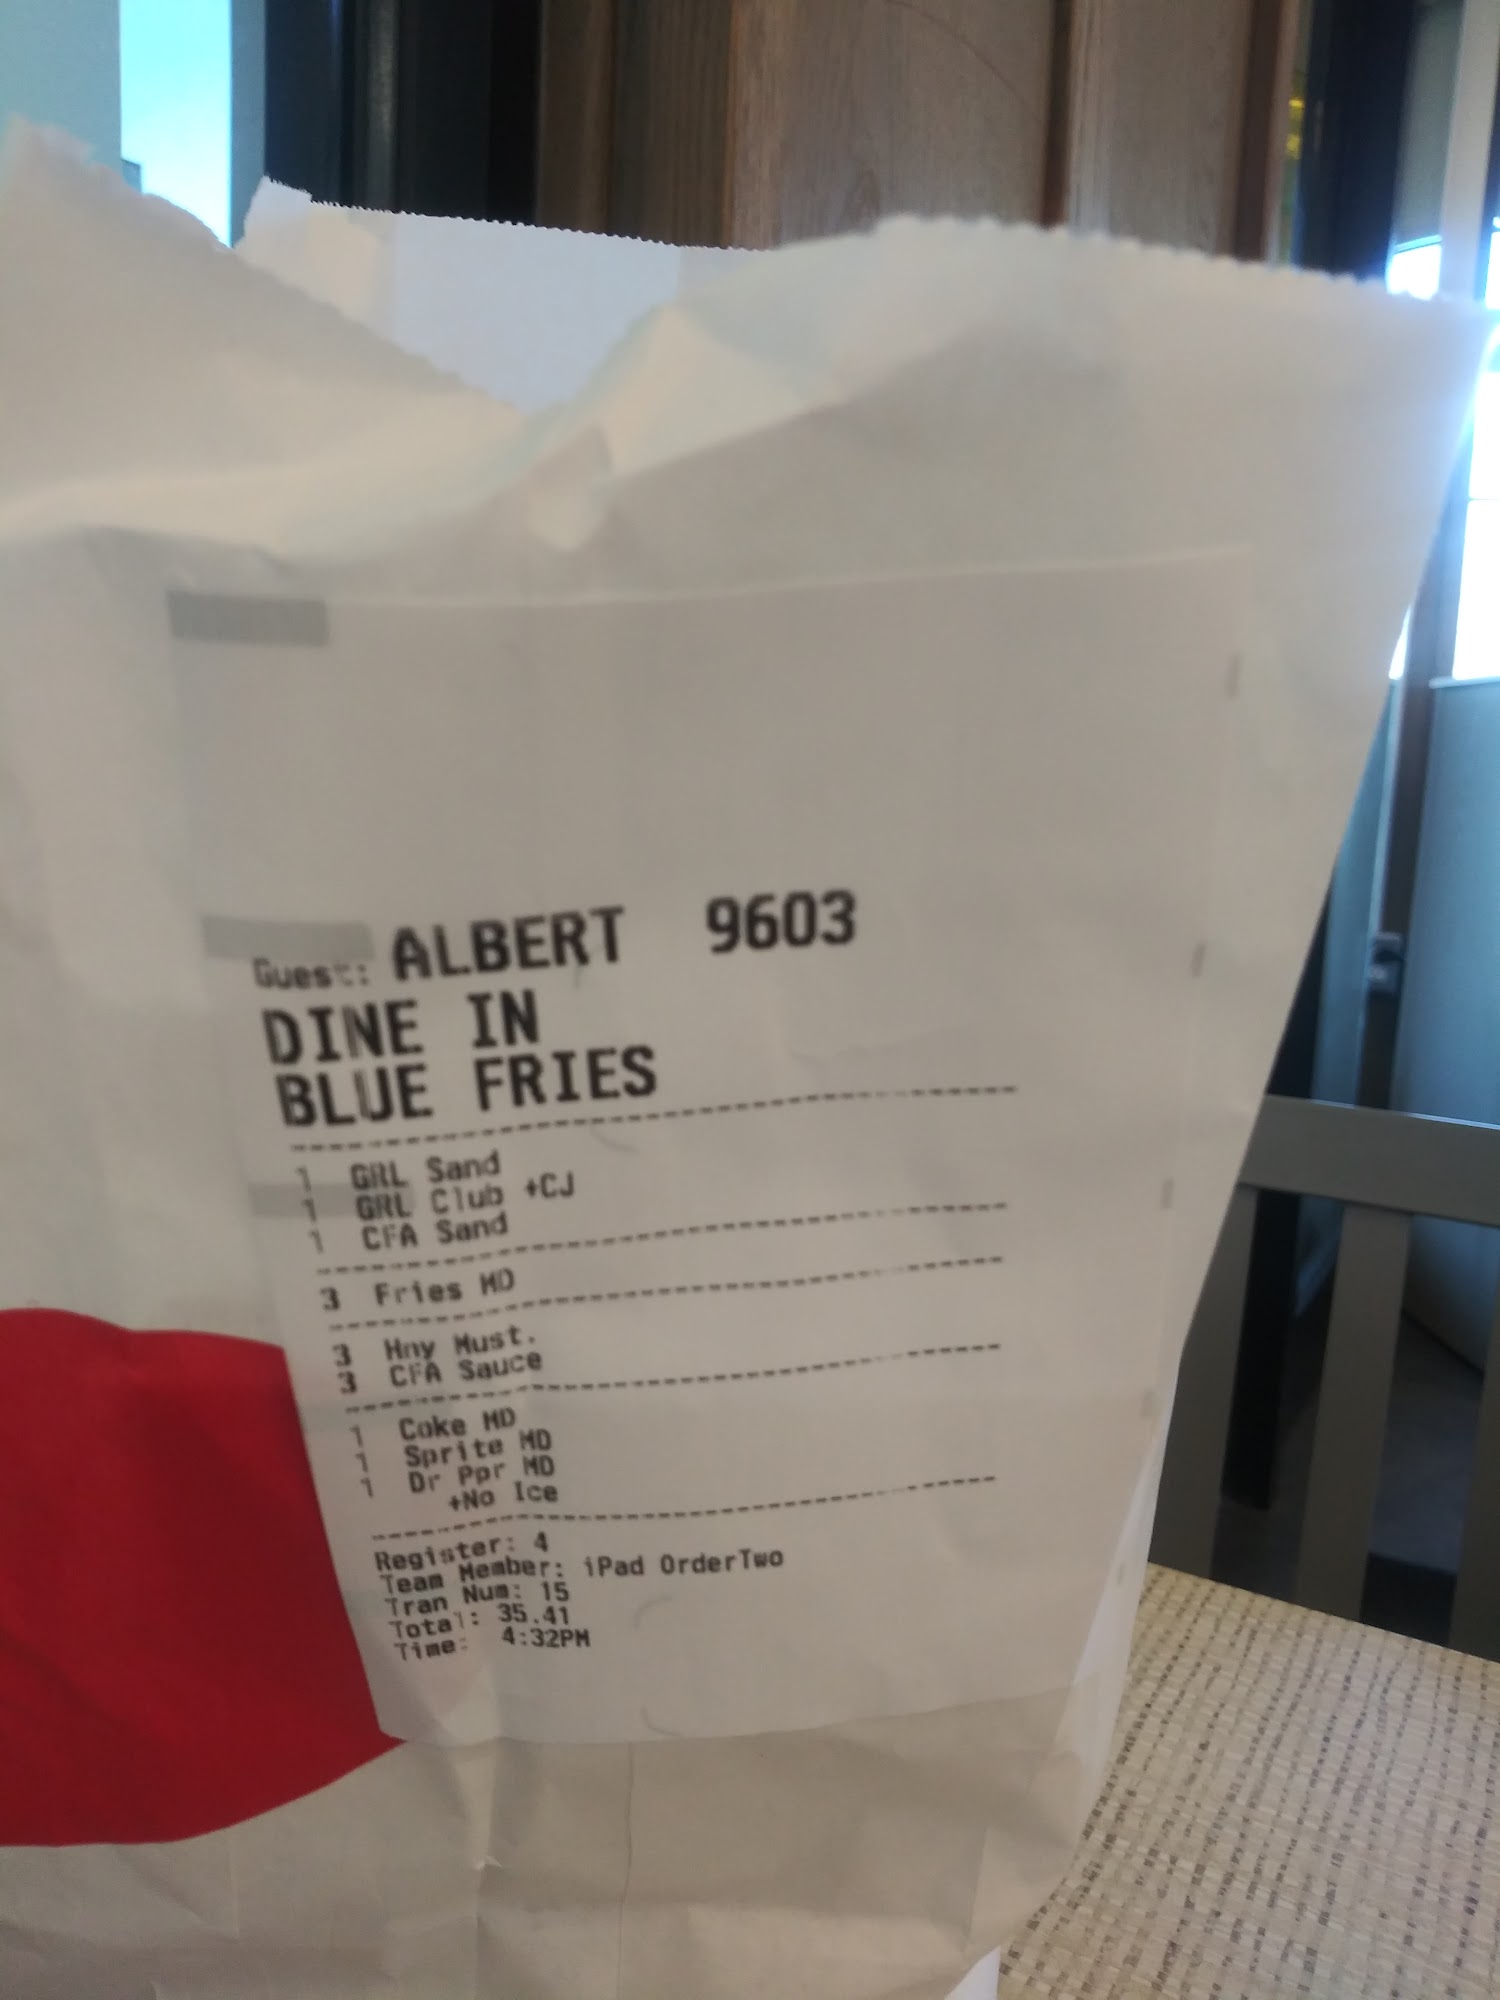 Guest: ALBERT 9603
DINE IN
BLUE FRIES
1 GRL Sand
1 GRL Club +CJ
1 CFA Sand
3 Fries MD
3 Hny Must.
3 CFA Sauce
1 Coke MD
1 Sprite MD
1 Dr Ppr MD
+No Ice
Register: 4
Team Member: iPad OrderTwo
Tran Num: 15
Total: 35.41
Time: 4:32PM